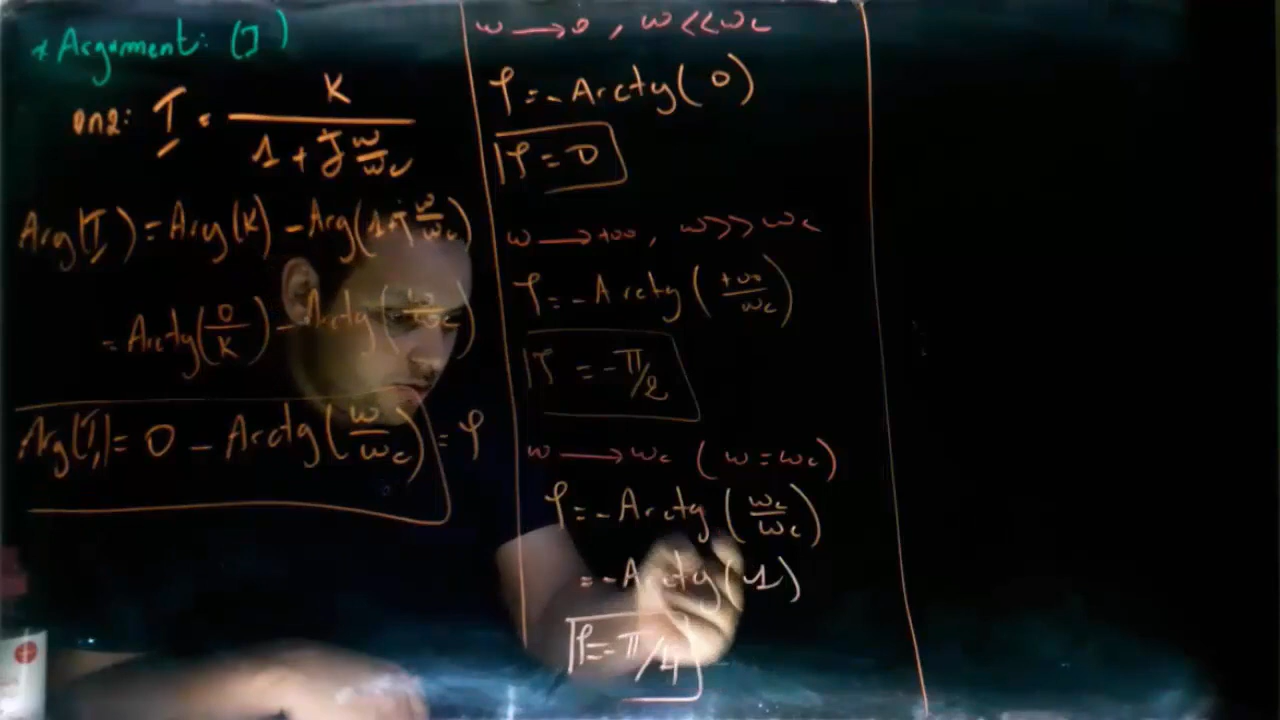 * Argument: (T)
on a: T = K / (1 + j ω/ωc)
Arg(T) = Arg(K) - Arg(1+j ω/ωc)
= Arctg(0/K) - Arctg(ω/ωc)
Arg(T) = 0 - Arctg(ω/ωc) = φ
ω → 0, ω << ωc
φ = - Arctg(0)
φ = 0
ω → +∞, ω >> ωc
φ = - Arctg(+∞/ωc)
φ = -π/2
ω → ωc (ω = ωc)
φ = - Arctg(ωc/ωc)
= - Arctg(1)
φ = -π/4